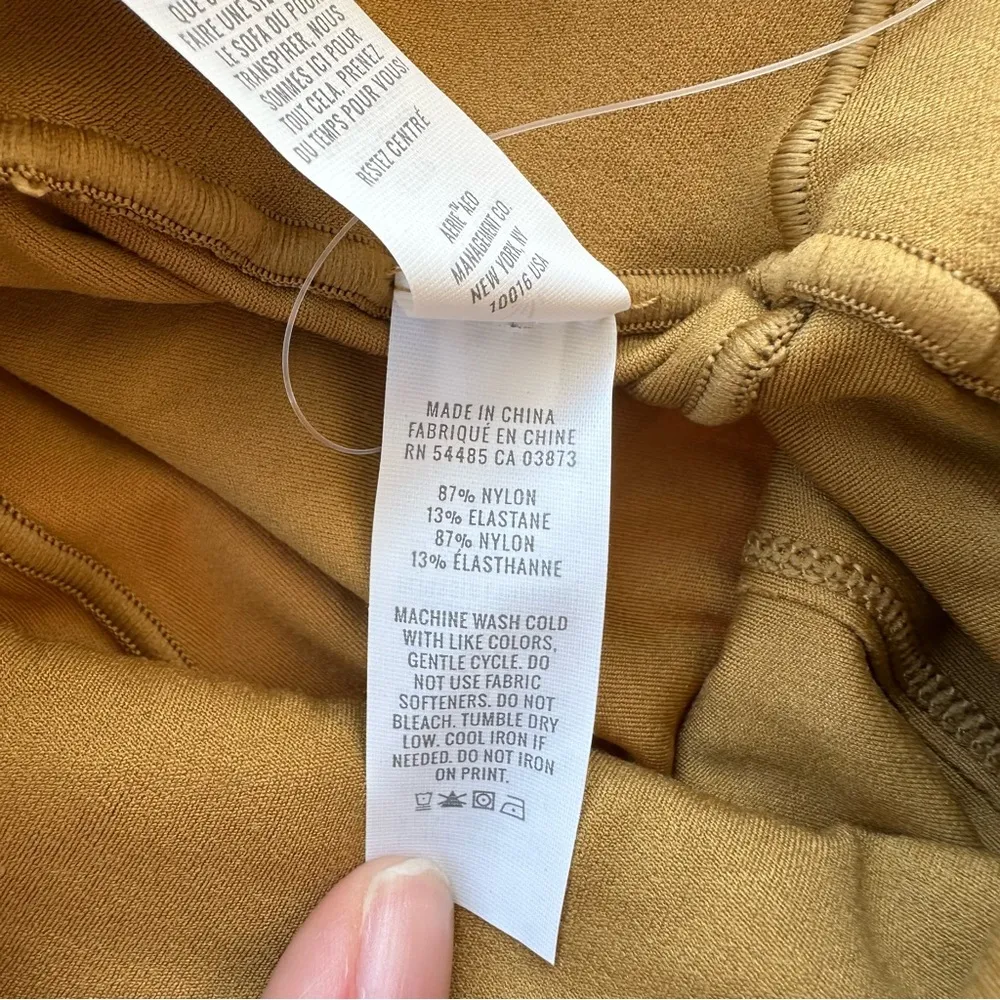 FAIRE UNE
LE SOFA OU POUR
TRANSPIRER, NOUS
SOMMES ICI POUR
TOUT CELA. PRENEZ
DU TEMPS POUR VOUS!
RESTEZ CENTRÉ
AERIE™ AEO
MANAGEMENT CO.
NEW YORK, NY
10016 USA
MADE IN CHINA
FABRIQUÉ EN CHINE
RN 54485 CA 03873
87% NYLON
13% ELASTANE
87% NYLON
13% ÉLASTHANNE
MACHINE WASH COLD
WITH LIKE COLORS,
GENTLE CYCLE. DO
NOT USE FABRIC
SOFTENERS. DO NOT
BLEACH. TUMBLE DRY
LOW. COOL IRON IF
NEEDED. DO NOT IRON
ON PRINT.